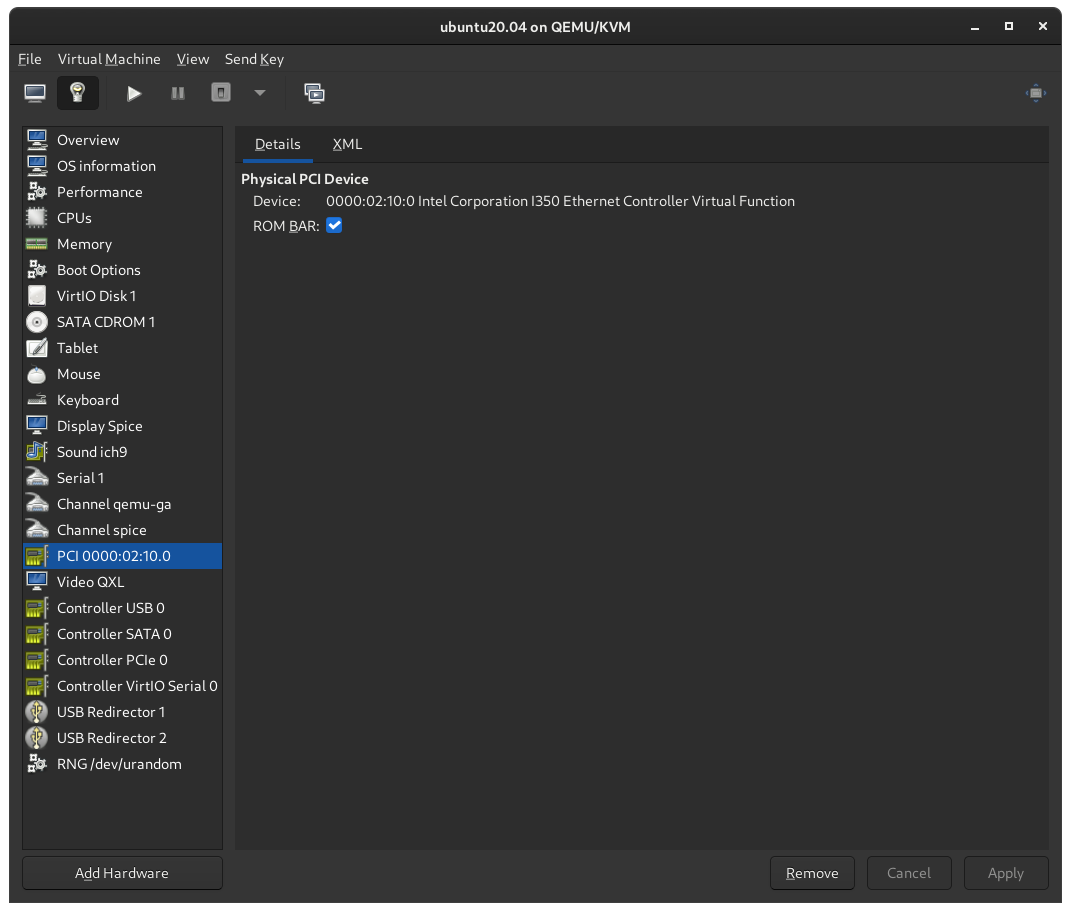 ubuntu20.04 on QEMU/KVM
File Virtual Machine View Send Key
Overview
OS information
Performance
CPUs
Memory
Boot Options
VirtIO Disk 1
SATA CDROM 1
Tablet
Mouse
Keyboard
Display Spice
Sound ich9
Serial 1
Channel qemu-ga
Channel spice
PCI 0000:02:10.0
Video QXL
Controller USB 0
Controller SATA 0
Controller PCIe 0
Controller VirtIO Serial 0
USB Redirector 1
USB Redirector 2
RNG /dev/urandom
Add Hardware
Details XML
Physical PCI Device
Device: 0000:02:10:0 Intel Corporation I350 Ethernet Controller Virtual Function
ROM BAR:
Remove Cancel Apply